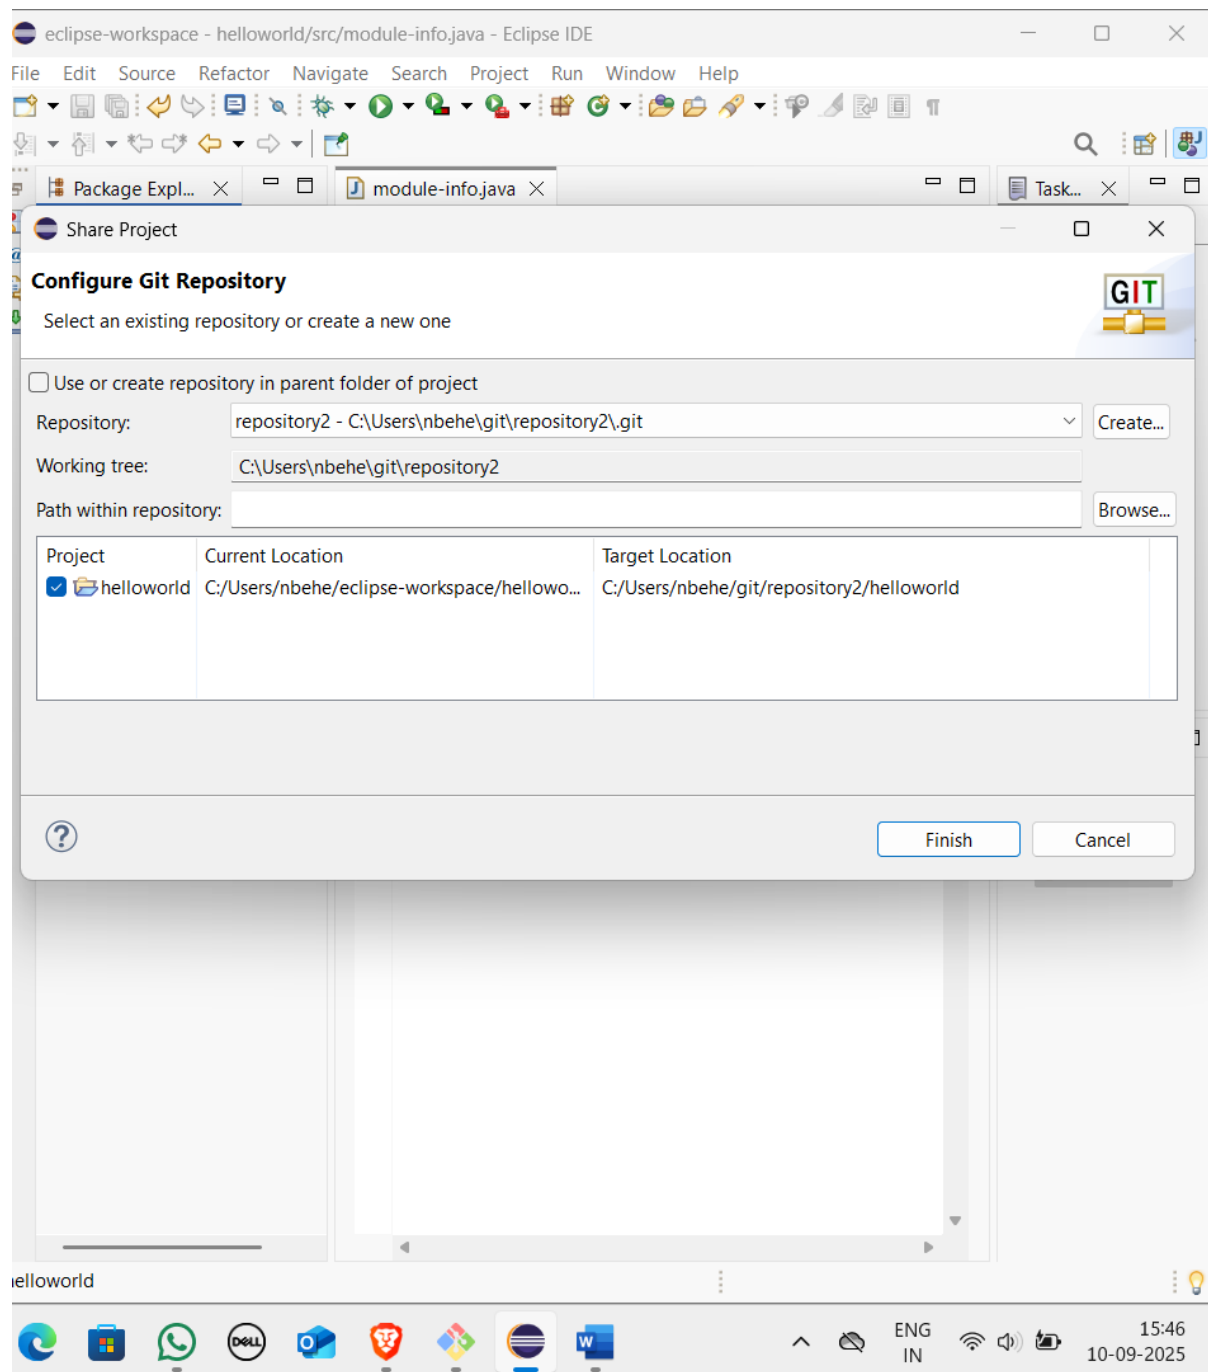 eclipse-workspace - helloworld/src/module-info.java - Eclipse IDE
File Edit Source Refactor Navigate Search Project Run Window Help
Package Expl...
module-info.java
Task...
Share Project
Configure Git Repository
GIT
Select an existing repository or create a new one
Use or create repository in parent folder of project
Repository: repository2 - C:\Users\nbehe\git\repository2\.git Create...
Working tree: C:\Users\nbehe\git\repository2
Path within repository: Browse...
Project Current Location Target Location
helloworld C:/Users/nbehe/eclipse-workspace/hellowo... C:/Users/nbehe/git/repository2/helloworld
Finish Cancel
elloworld
DELL
ENG
IN
15:46
10-09-2025